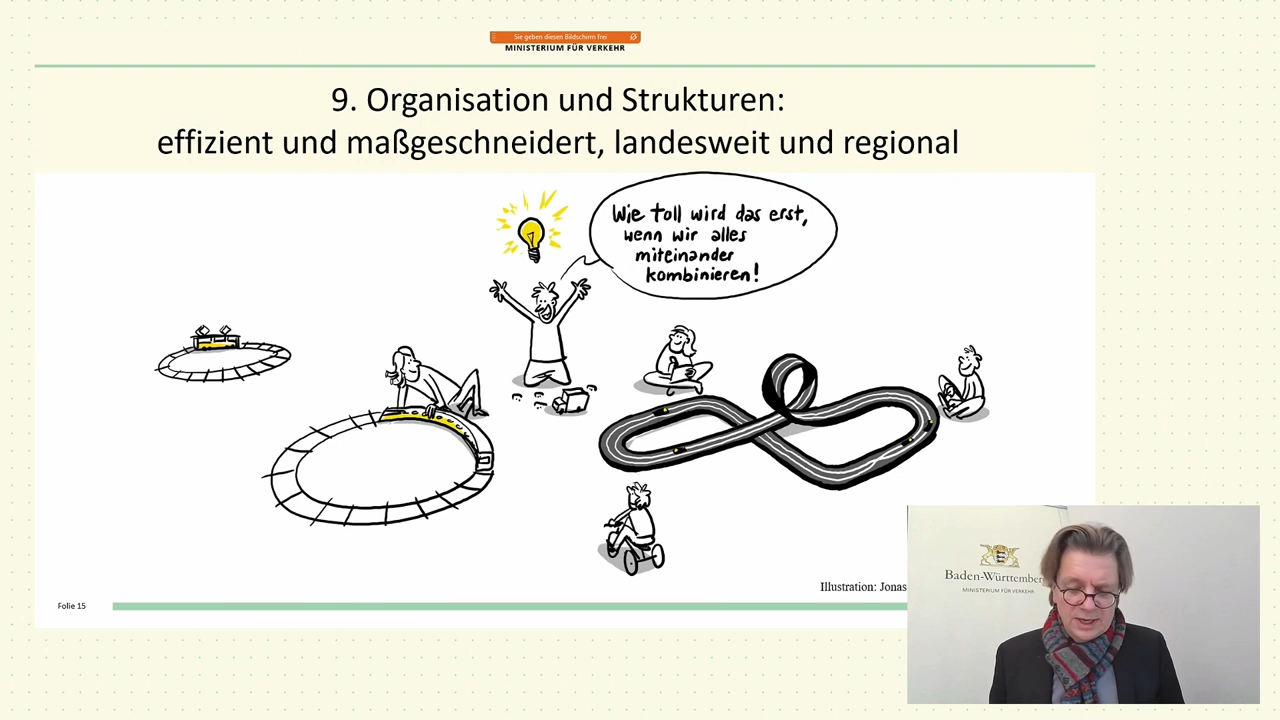 Sie geben diesen Bildschirm frei
MINISTERIUM FÜR VERKEHR
9. Organisation und Strukturen:
effizient und maßgeschneidert, landesweit und regional
Wie toll wird das erst,
wenn wir alles
miteinander
kombinieren!
Illustration: Jonas
Folie 15
Baden-Württember
MINISTERIUM FÜR VERKEHR